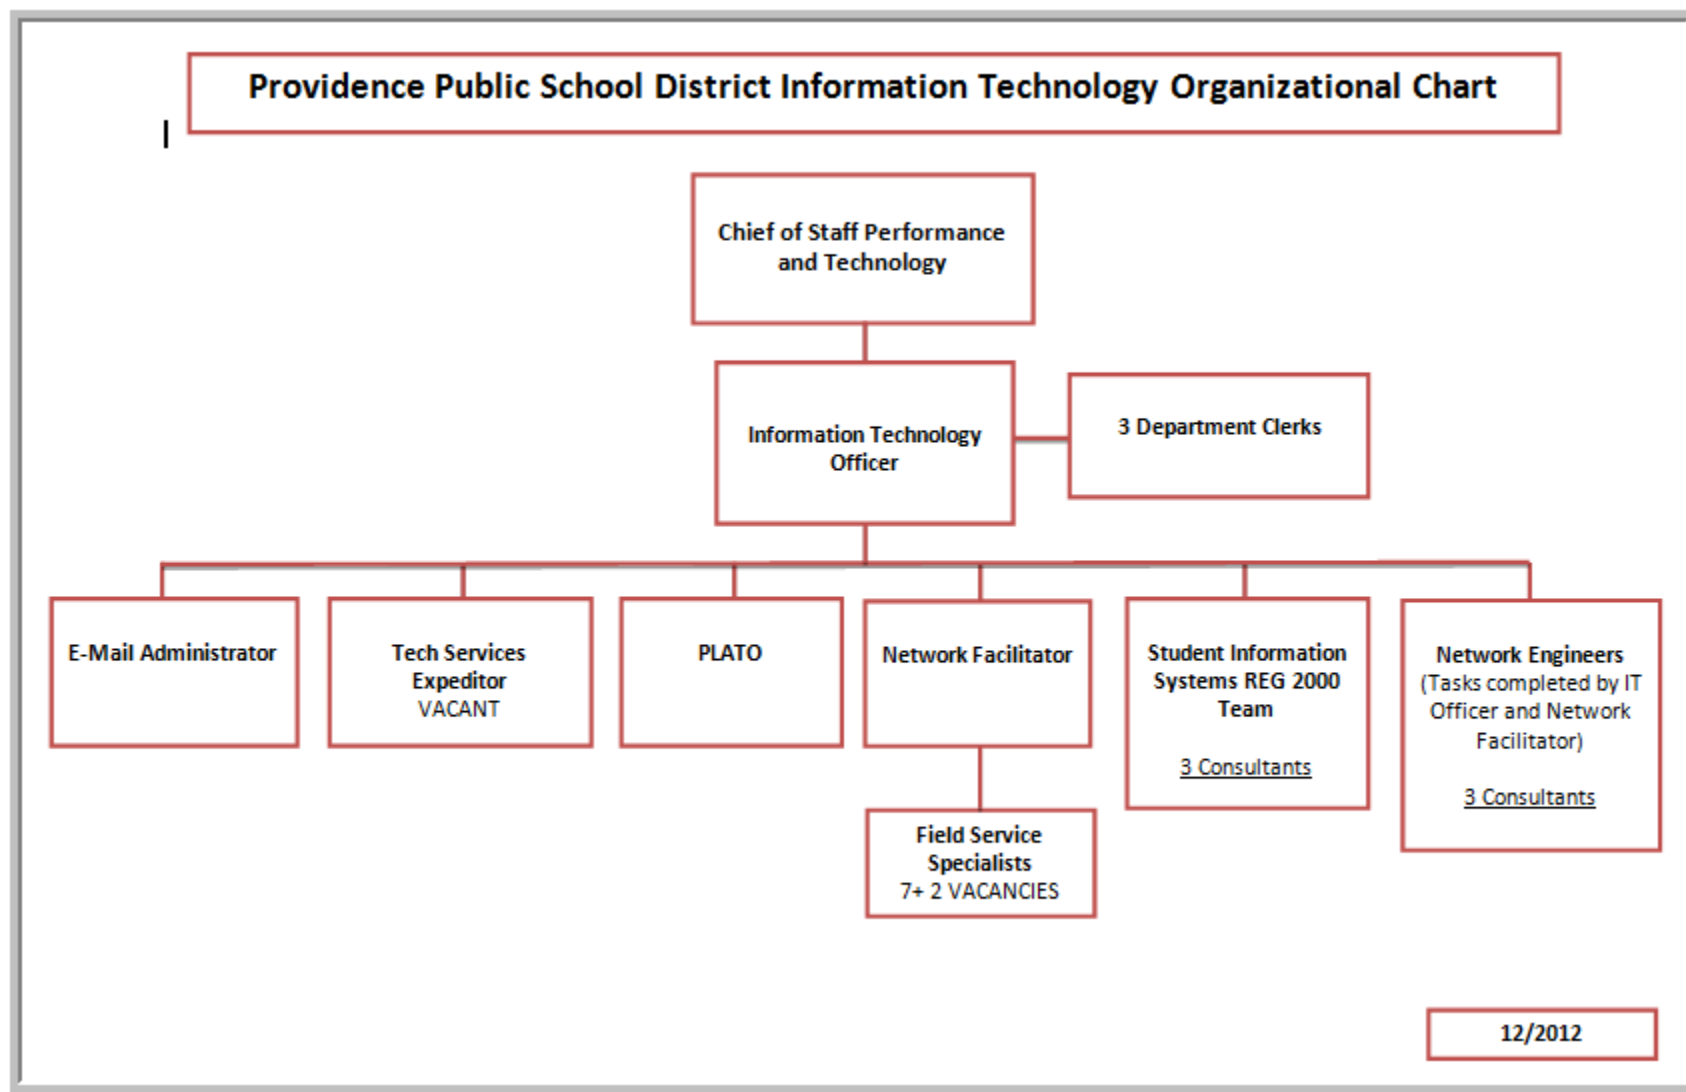 Providence Public School District Information Technology Organizational Chart
Chief of Staff Performance
and Technology
Information Technology
Officer
3 Department Clerks
E-Mail Administrator
Tech Services
Expeditor
VACANT
PLATO
Network Facilitator
Student Information
Systems REG 2000
Team
3 Consultants
Network Engineers
(Tasks completed by IT
Officer and Network
Facilitator)
3 Consultants
Field Service
Specialists
7+ 2 VACANCIES
12/2012